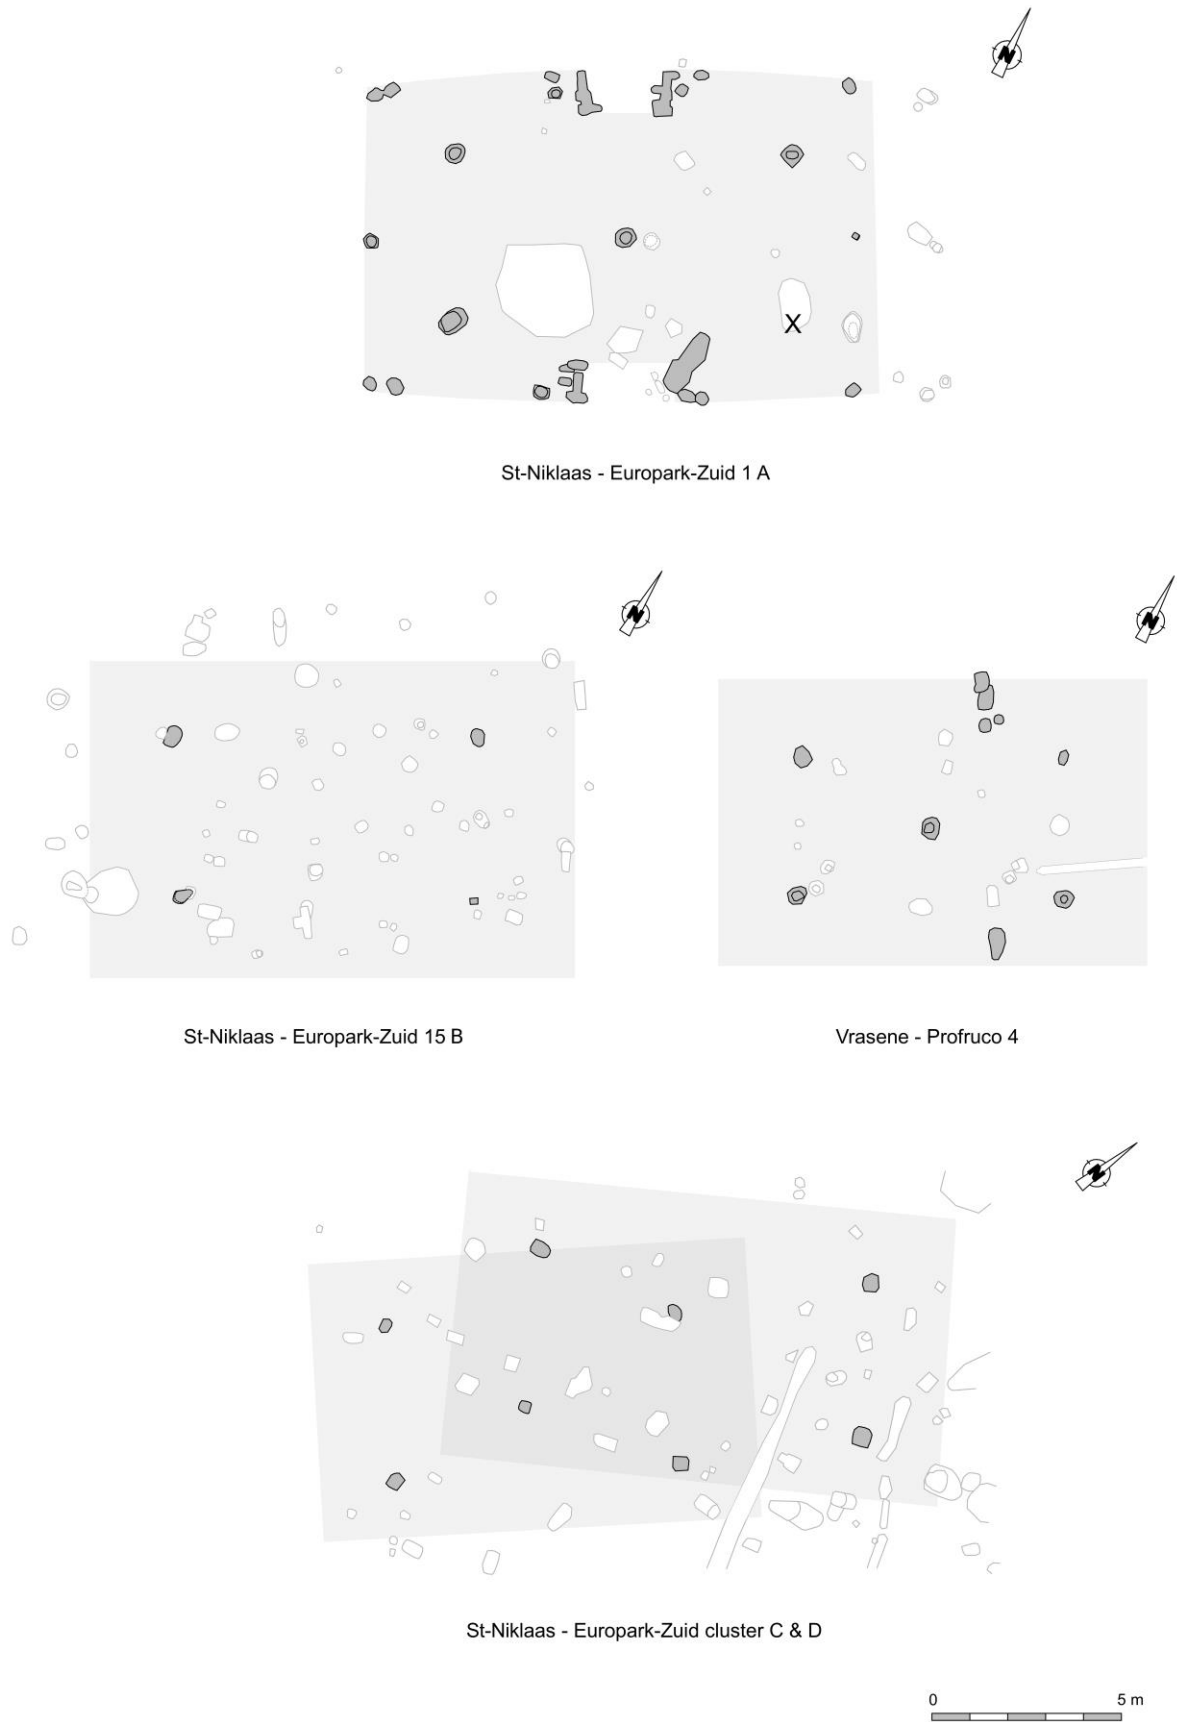 N
X
St-Niklaas - Europark-Zuid 1 A
N
N
St-Niklaas - Europark-Zuid 15 B
Vrasene - Profruco 4
N
St-Niklaas - Europark-Zuid cluster C & D
0 5 m